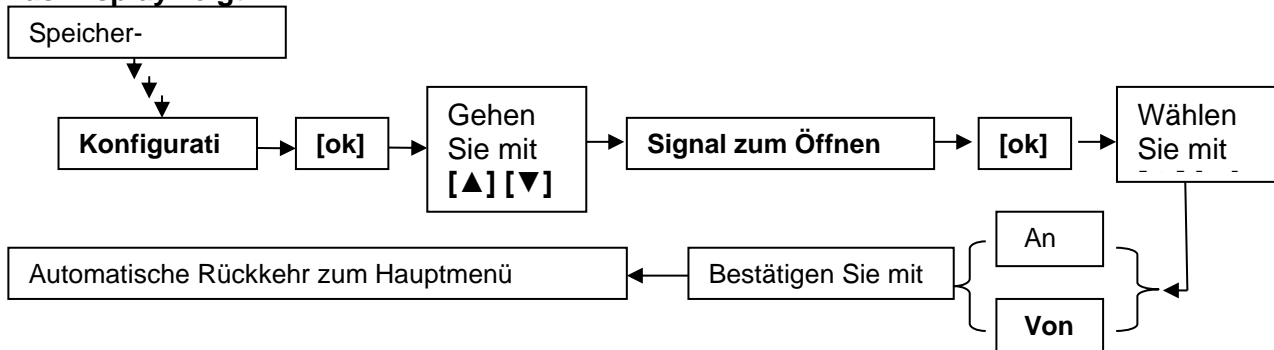 Speicher-
Konfigurati
[ok]
Gehen
Sie mit
[▲] [▼]
Signal zum Öffnen
[ok]
Wählen
Sie mit
An
Von
Bestätigen Sie mit
Automatische Rückkehr zum Hauptmenü